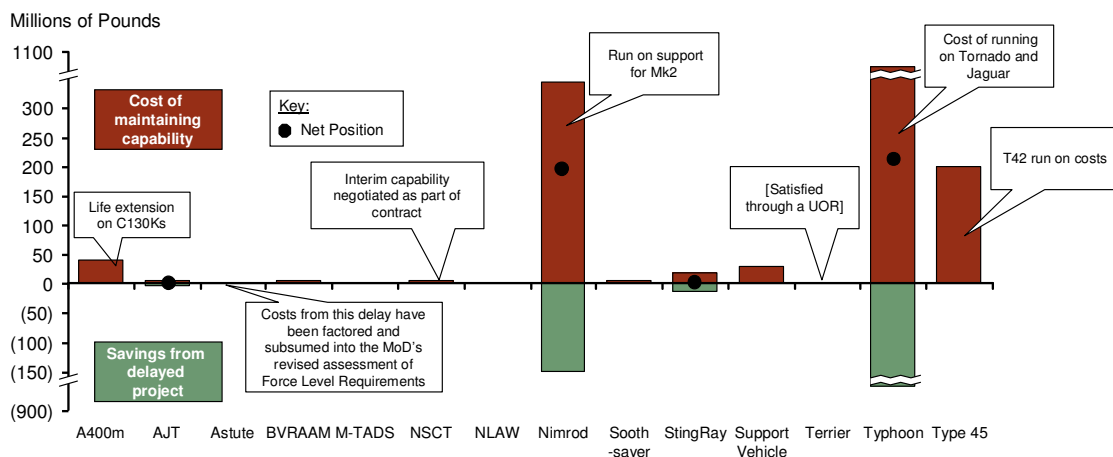 Millions of Pounds
1100
300
250
200
150
100
50
0
(50)
(100)
(150)
(900)
Cost of
maintaining
capability
Key:
Net Position
Run on support
for Mk2
Cost of running
on Tornado and
Jaguar
Life extension
on C130Ks
Interim capability
negotiated as part of
contract
[Satisfied
through a UOR]
T42 run on costs
Savings from
delayed
project
Costs from this delay have
been factored and
subsumed into the MoD's
revised assessment of
Force Level Requirements
A400m AJT Astute BVRAAM M-TADS NSCT NLAW Nimrod Sooth StingRay Support Terrier Typhoon Type 45
-sayer Vehicle